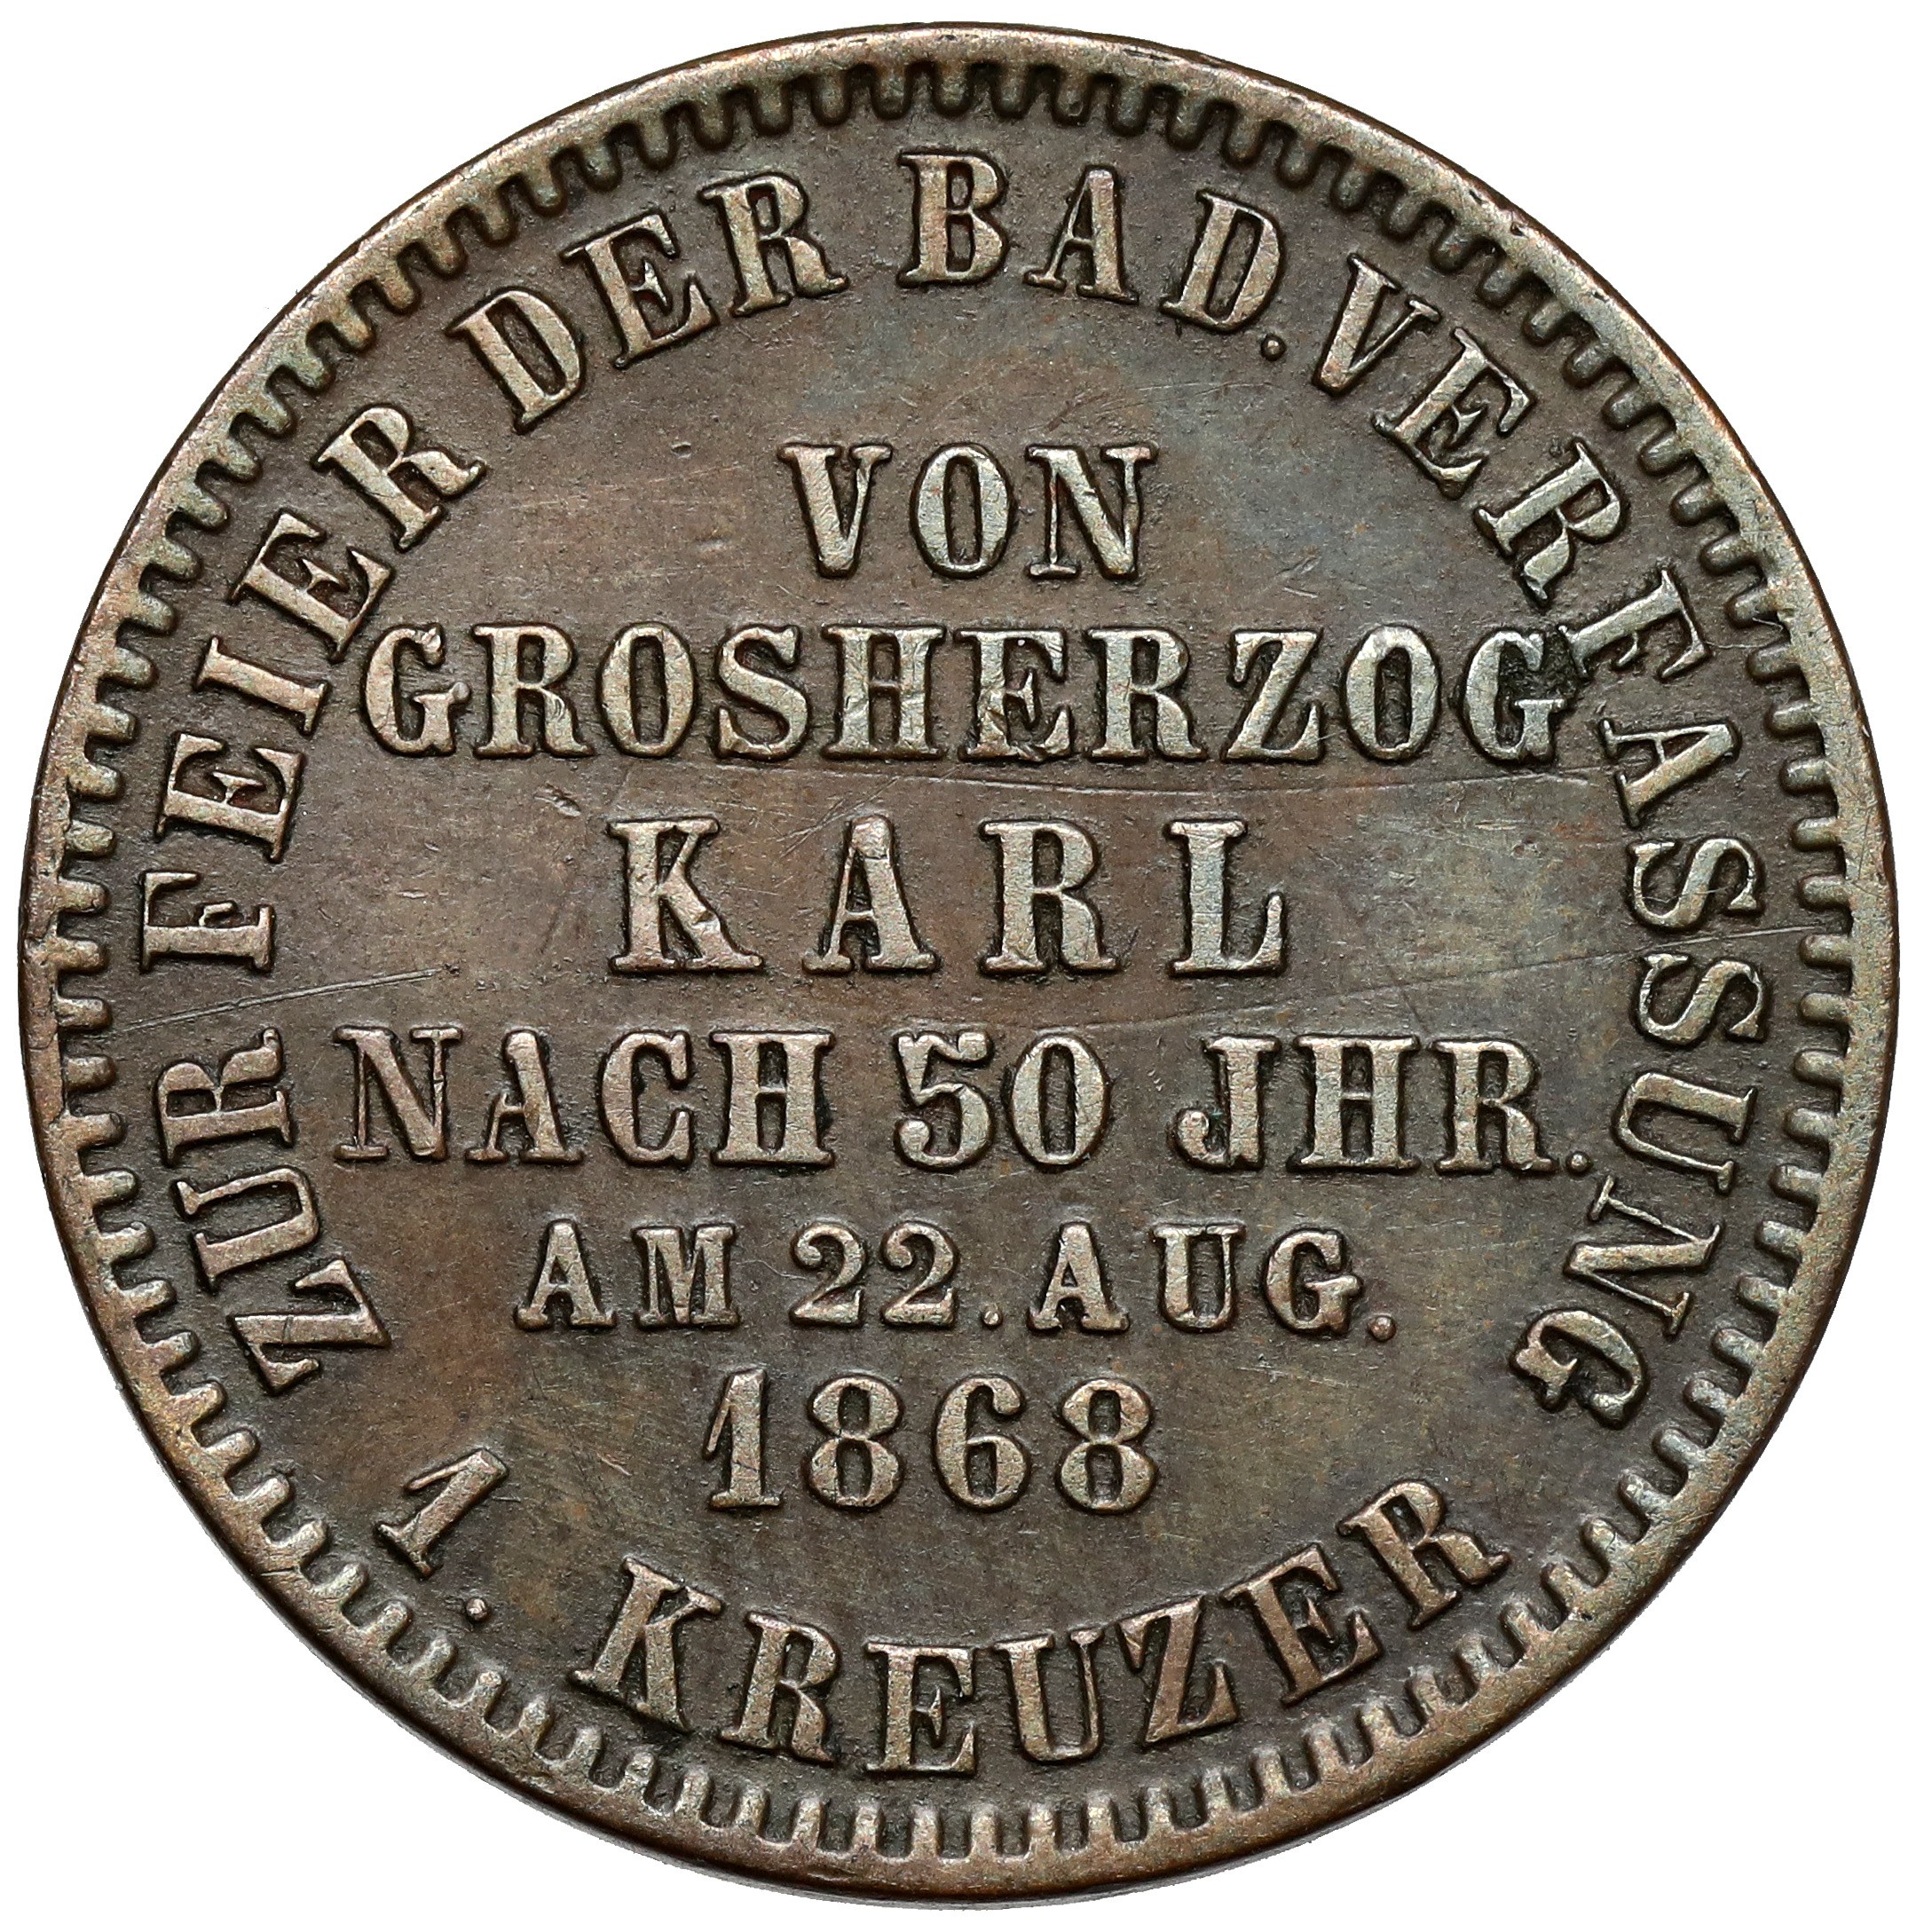 ZUR FEIER DER BAD. VERFASSUNG
VON
GROSHERZOG
KARL
NACH 50 JHR.
AM 22. AUG.
1868
1. KREUZER